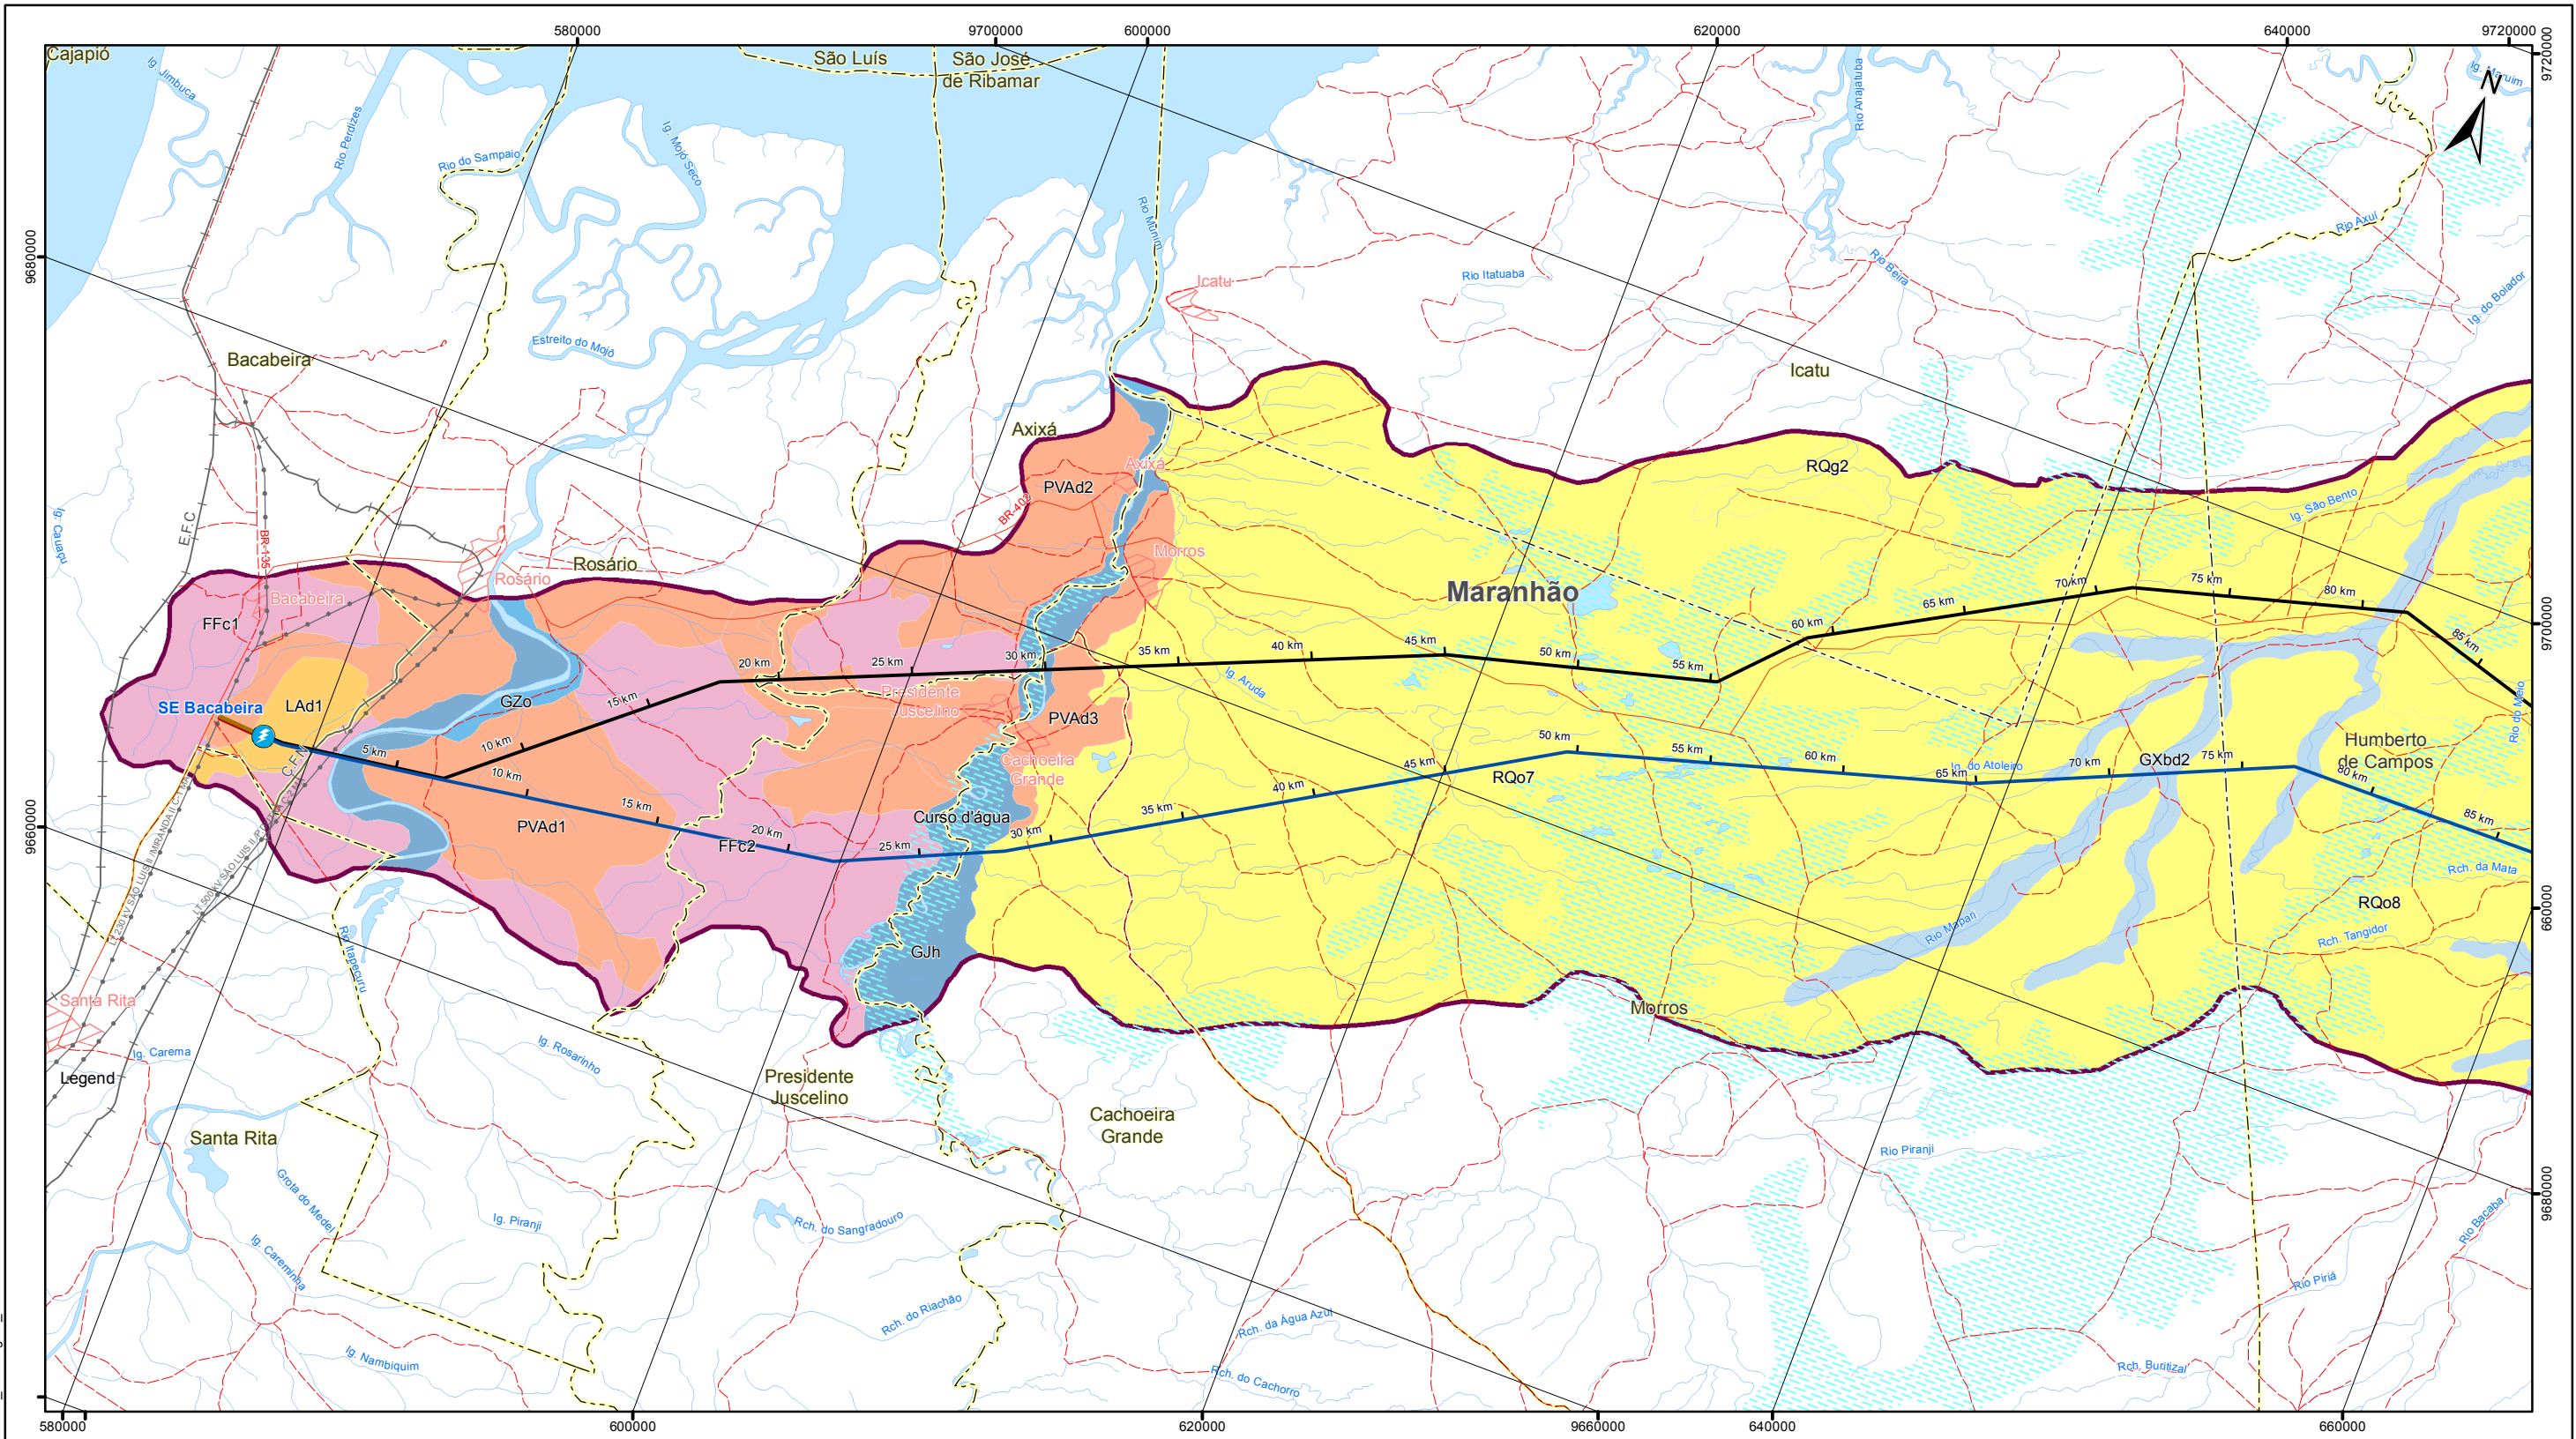 580000
9700000
600000
620000
640000
9720000
9720000
Cajapió
São Luís
São José
de Ribamar
N
Ig. Jimbuca
Rio Perdizes
Rio do Sampaio
Ig. Mojó Seco
Rio Munim
Rio Anajatuba
Ig. Maruim
Rio Axuí
9680000
Icatu
Rio Itatuaba
Rio Beira
Ig. do Boiador
Estreito do Mojó
Bacabeira
Icatu
Axixá
Axixá
RQg2
PVAd2
BR-402
Ig. São Bento
Ig. Cauaçu
E.F.C
BR-135
Rosário
Rosário
Morros
Maranhão
Bacabeira
FFc1
70 km
75 km
80 km
65 km
60 km
9700000
85 km
20 km
25 km
30 km
35 km
40 km
45 km
50 km
55 km
Ig. Aruda
SE Bacabeira
LAd1
GZo
15 km
Presidente
Juscelino
PVAd3
Rio do Meio
C.F.N
5 km
10 km
10 km
Cachoeira
Grande
50 km
55 km
60 km
65 km
Ig. do Atoleiro
70 km
GXbd2
75 km
Humberto
de Campos
80 km
45 km
RQo7
40 km
35 km
85 km
9660000
15 km
PVAd1
20 km
FFc2
25 km
Curso d'água
30 km
Rch. da Mata
RQo8
Rio Mapari
Rch. Tangidor
9660000
GJh
Rio Itapecuru
Santa Rita
Morros
Ig. Carema
Legend
Ig. Rosarinho
Presidente
Juscelino
Cachoeira
Grande
Santa Rita
Rio Piranji
9680000
Grota do Medel
Ig. Piranji
Rch. do Sangradouro
Rio Bacaba
Ig. Careminha
Rio Piriá
Rch. do Riachão
Rch. da Água Azul
Ig. Nambiquim
Rch. do Cachorro
Rch. Buritizal
580000
600000
620000
9660000
640000
660000